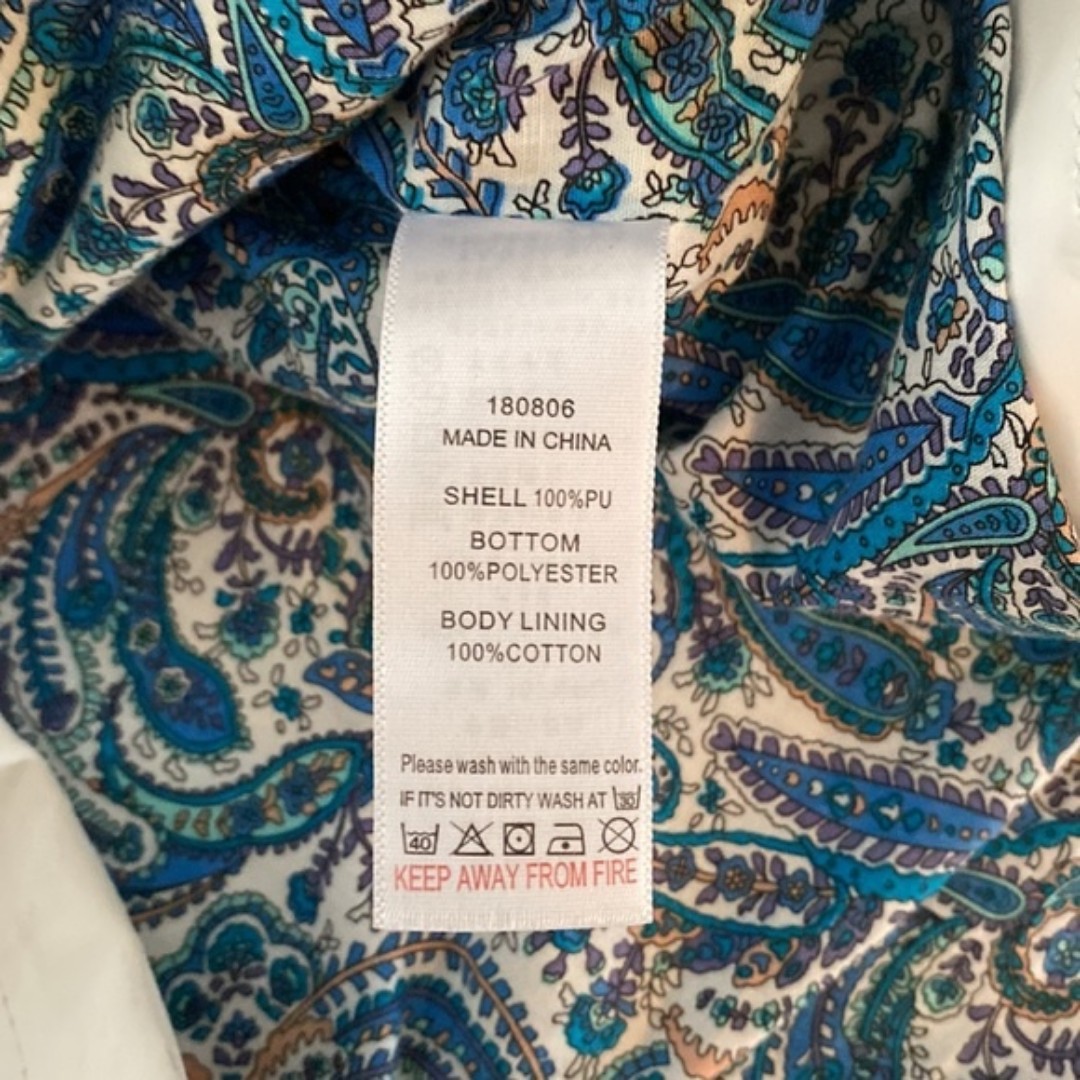 180806
MADE IN CHINA
SHELL 100%PU
BOTTOM
100%POLYESTER
BODY LINING
100%COTTON
Please wash with the same color.
IF IT'S NOT DIRTY WASH AT 30
40
KEEP AWAY FROM FIRE